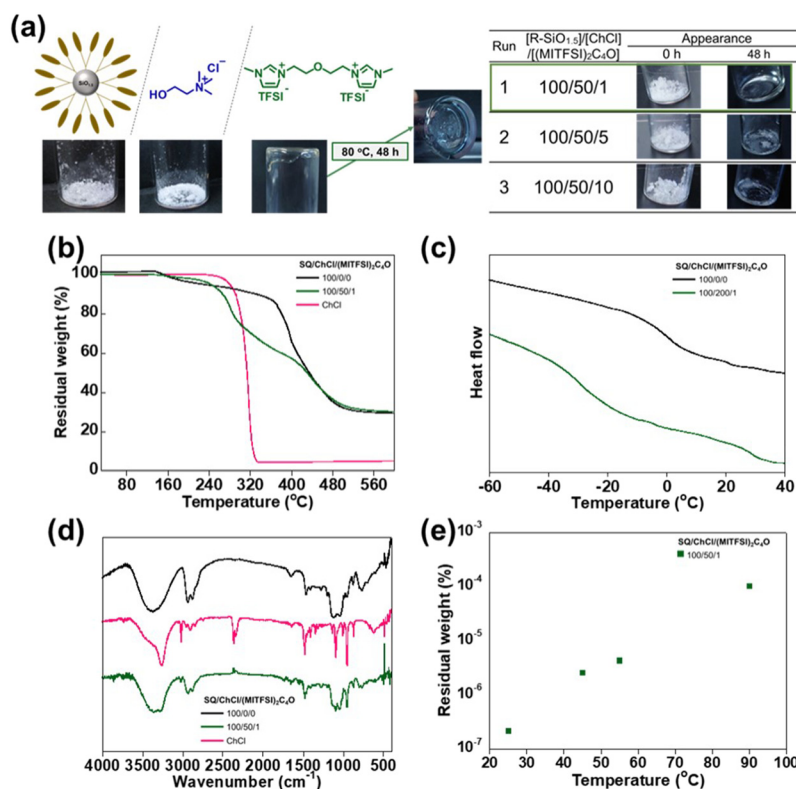 (a)
SiO1.5
Cl−
N+
HO
N N+ O N+ N
TFSI- TFSI-
80 °C, 48 h
Run [R-SiO1.5]/[ChCl]/[(MITFSI)2C4O] Appearance
0 h 48 h
1 100/50/1
2 100/50/5
3 100/50/10
(b)
SQ/ChCl/(MITFSI)2C4O
100/0/0
100/50/1
ChCl
Residual weight (%)
100
80
60
40
20
0
80 160 240 320 400 480 560
Temperature (°C)
(c)
SQ/ChCl/(MITFSI)2C4O
100/0/0
100/200/1
Heat flow
-60 -40 -20 0 20 40
Temperature (°C)
(d)
SQ/ChCl/(MITFSI)2C4O
100/0/0
100/50/1
ChCl
4000 3500 3000 2500 2000 1500 1000 500
Wavenumber (cm-1)
(e)
SQ/ChCl/(MITFSI)2C4O
100/50/1
Residual weight (%)
10-3
10-4
10-5
10-6
10-7
20 30 40 50 60 70 80 90 100
Temperature (°C)